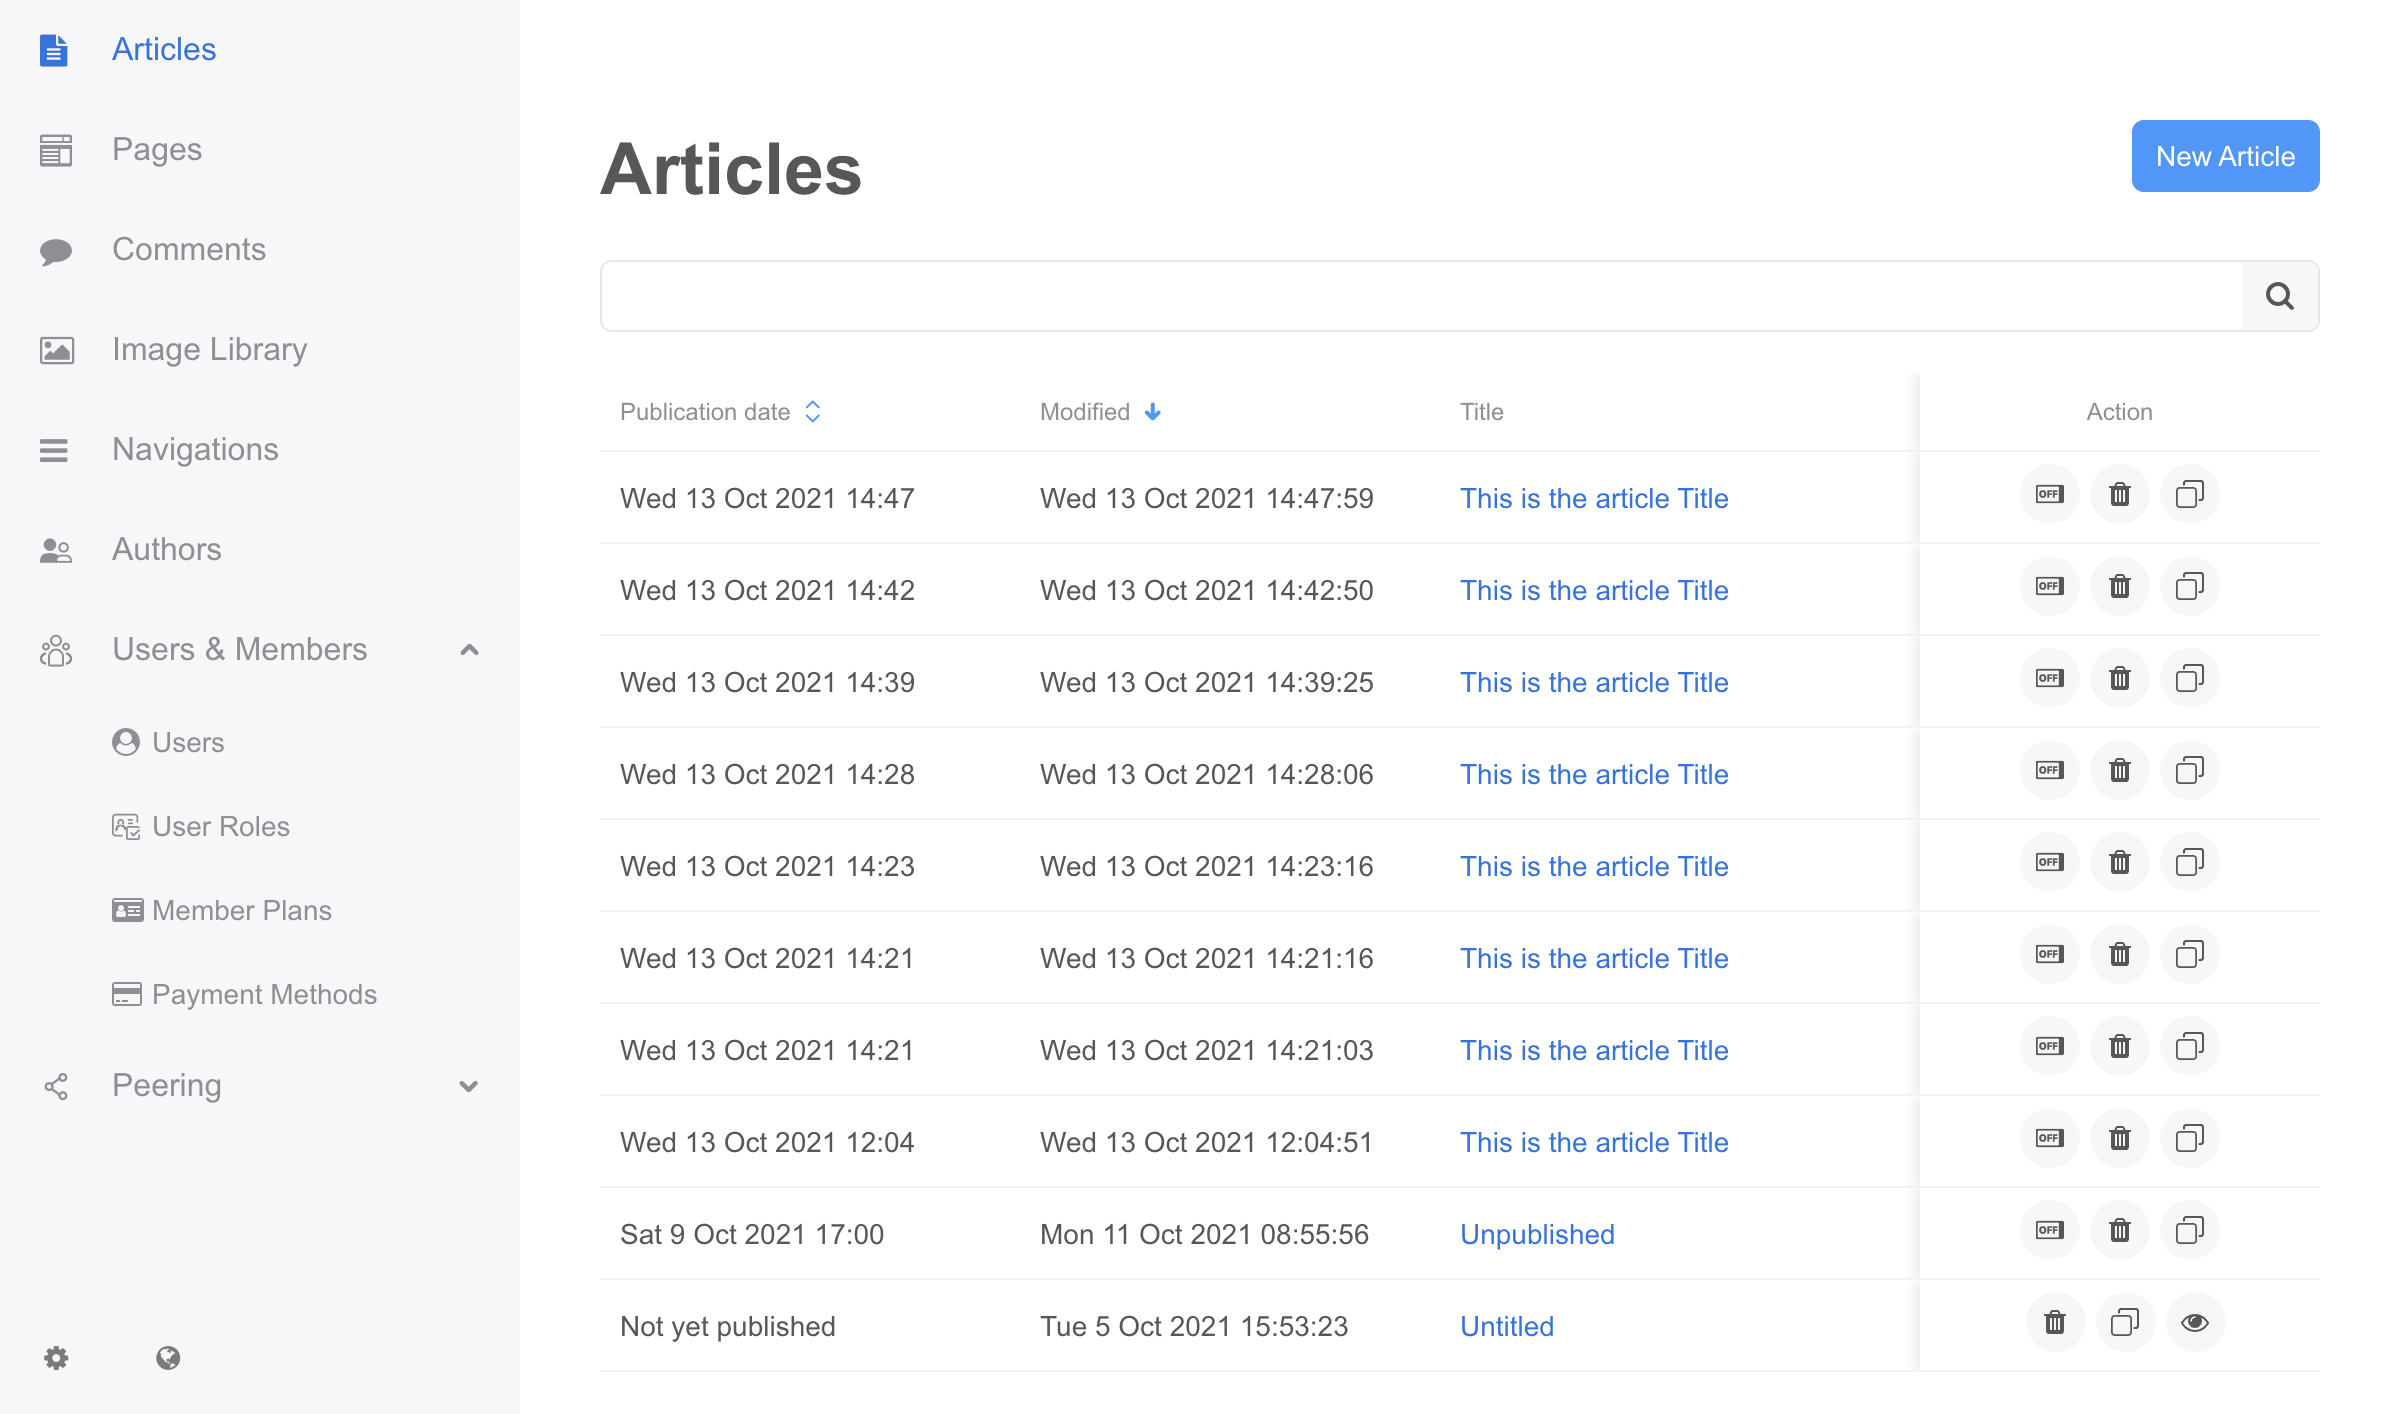 Articles
Pages
Comments
Image Library
Navigations
Authors
Users & Members
Users
User Roles
Member Plans
Payment Methods
Peering
Articles
New Article
Publication date Modified Title Action
Wed 13 Oct 2021 14:47 Wed 13 Oct 2021 14:47:59 This is the article Title OFF
Wed 13 Oct 2021 14:42 Wed 13 Oct 2021 14:42:50 This is the article Title OFF
Wed 13 Oct 2021 14:39 Wed 13 Oct 2021 14:39:25 This is the article Title OFF
Wed 13 Oct 2021 14:28 Wed 13 Oct 2021 14:28:06 This is the article Title OFF
Wed 13 Oct 2021 14:23 Wed 13 Oct 2021 14:23:16 This is the article Title OFF
Wed 13 Oct 2021 14:21 Wed 13 Oct 2021 14:21:16 This is the article Title OFF
Wed 13 Oct 2021 14:21 Wed 13 Oct 2021 14:21:03 This is the article Title OFF
Wed 13 Oct 2021 12:04 Wed 13 Oct 2021 12:04:51 This is the article Title OFF
Sat 9 Oct 2021 17:00 Mon 11 Oct 2021 08:55:56 Unpublished OFF
Not yet published Tue 5 Oct 2021 15:53:23 Untitled